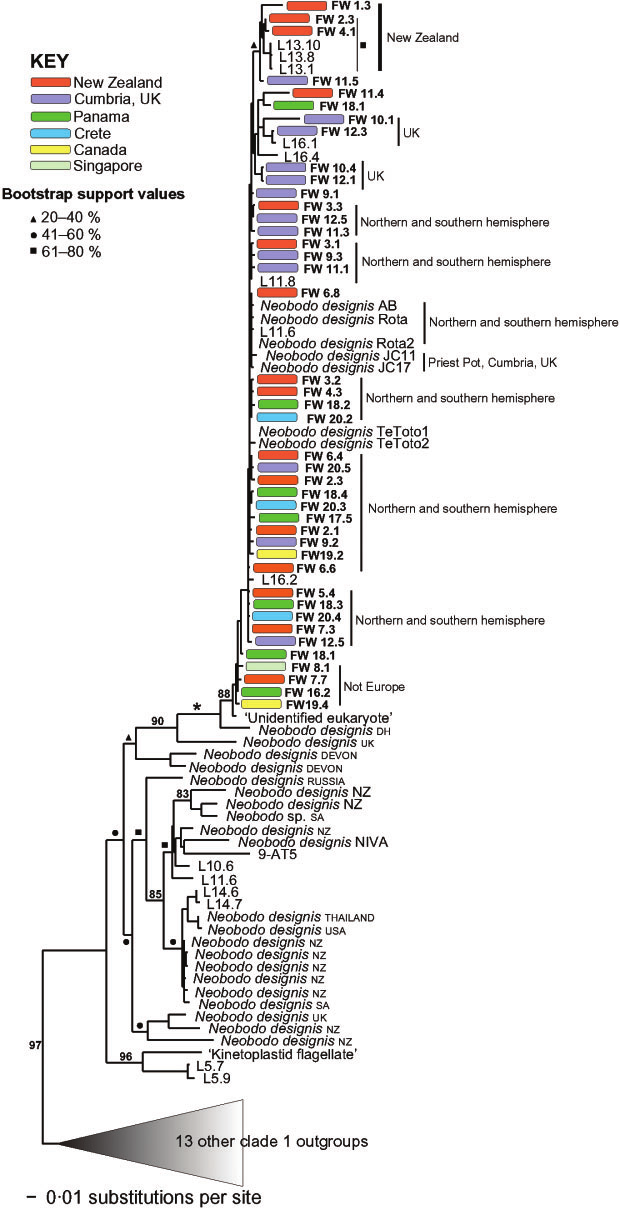 KEY
New Zealand
Cumbria, UK
Panama
Crete
Canada
Singapore
Bootstrap support values
▲ 20–40 %
● 41–60 %
■ 61–80 %
FW 1.3
FW 2.3
FW 4.1
L13.10
L13.8
L13.1
New Zealand
FW 11.5
FW 11.4
FW 18.1
FW 10.1
FW 12.3
UK
L16.1
L16.4
FW 10.4
FW 12.1
UK
FW 9.1
FW 3.3
FW 12.5
FW 11.3
Northern and southern hemisphere
FW 3.1
FW 9.3
FW 11.1
L11.8
Northern and southern hemisphere
FW 6.8
Neobodo designis AB
Neobodo designis Rota
L11.6
Neobodo designis Rota2
Northern and southern hemisphere
Neobodo designis JC11
Neobodo designis JC17
Priest Pot, Cumbria, UK
FW 3.2
FW 4.3
FW 18.2
FW 20.2
Northern and southern hemisphere
Neobodo designis TeToto1
Neobodo designis TeToto2
FW 6.4
FW 20.5
FW 2.3
FW 18.4
FW 20.3
FW 17.5
FW 2.1
FW 9.2
FW19.2
FW 6.6
Northern and southern hemisphere
L16.2
FW 5.4
FW 18.3
FW 20.4
FW 7.3
FW 12.5
Northern and southern hemisphere
FW 18.1
FW 8.1
FW 7.7
FW 16.2
FW19.4
Not Europe
88
*
90
'Unidentified eukaryote'
Neobodo designis DH
Neobodo designis UK
Neobodo designis DEVON
Neobodo designis DEVON
Neobodo designis RUSSIA
83
Neobodo designis NZ
Neobodo designis NZ
Neobodo sp. SA
Neobodo designis NZ
Neobodo designis NIVA
9-AT5
L10.6
L11.6
85
L14.6
L14.7
Neobodo designis THAILAND
Neobodo designis USA
Neobodo designis NZ
Neobodo designis NZ
Neobodo designis NZ
Neobodo designis NZ
Neobodo designis NZ
Neobodo designis SA
Neobodo designis UK
Neobodo designis NZ
Neobodo designis NZ
97
96
'Kinetoplastid flagellate'
L5.7
L5.9
13 other clade 1 outgroups
0·01 substitutions per site